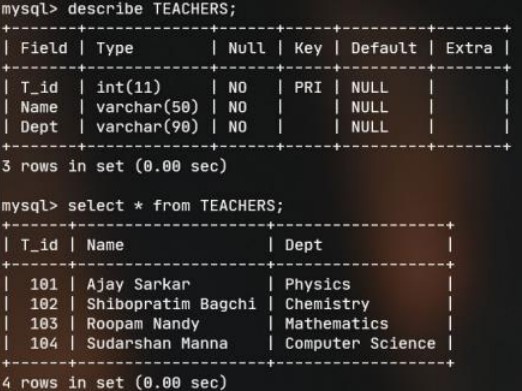 mysql> describe TEACHERS;
+-------+-------------+------+-----+---------+-------+
| Field | Type | Null | Key | Default | Extra |
+-------+-------------+------+-----+---------+-------+
| T_id | int(11) | NO | PRI | NULL | |
| Name | varchar(50) | NO | | NULL | |
| Dept | varchar(90) | NO | | NULL | |
+-------+-------------+------+-----+---------+-------+
3 rows in set (0.00 sec)
mysql> select * from TEACHERS;
+------+-------------------+------------------+
| T_id | Name | Dept |
+------+-------------------+------------------+
| 101 | Ajay Sarkar | Physics |
| 102 | Shibopratim Bagchi | Chemistry |
| 103 | Roopam Nandy | Mathematics |
| 104 | Sudarshan Manna | Computer Science |
+------+-------------------+------------------+
4 rows in set (0.00 sec)